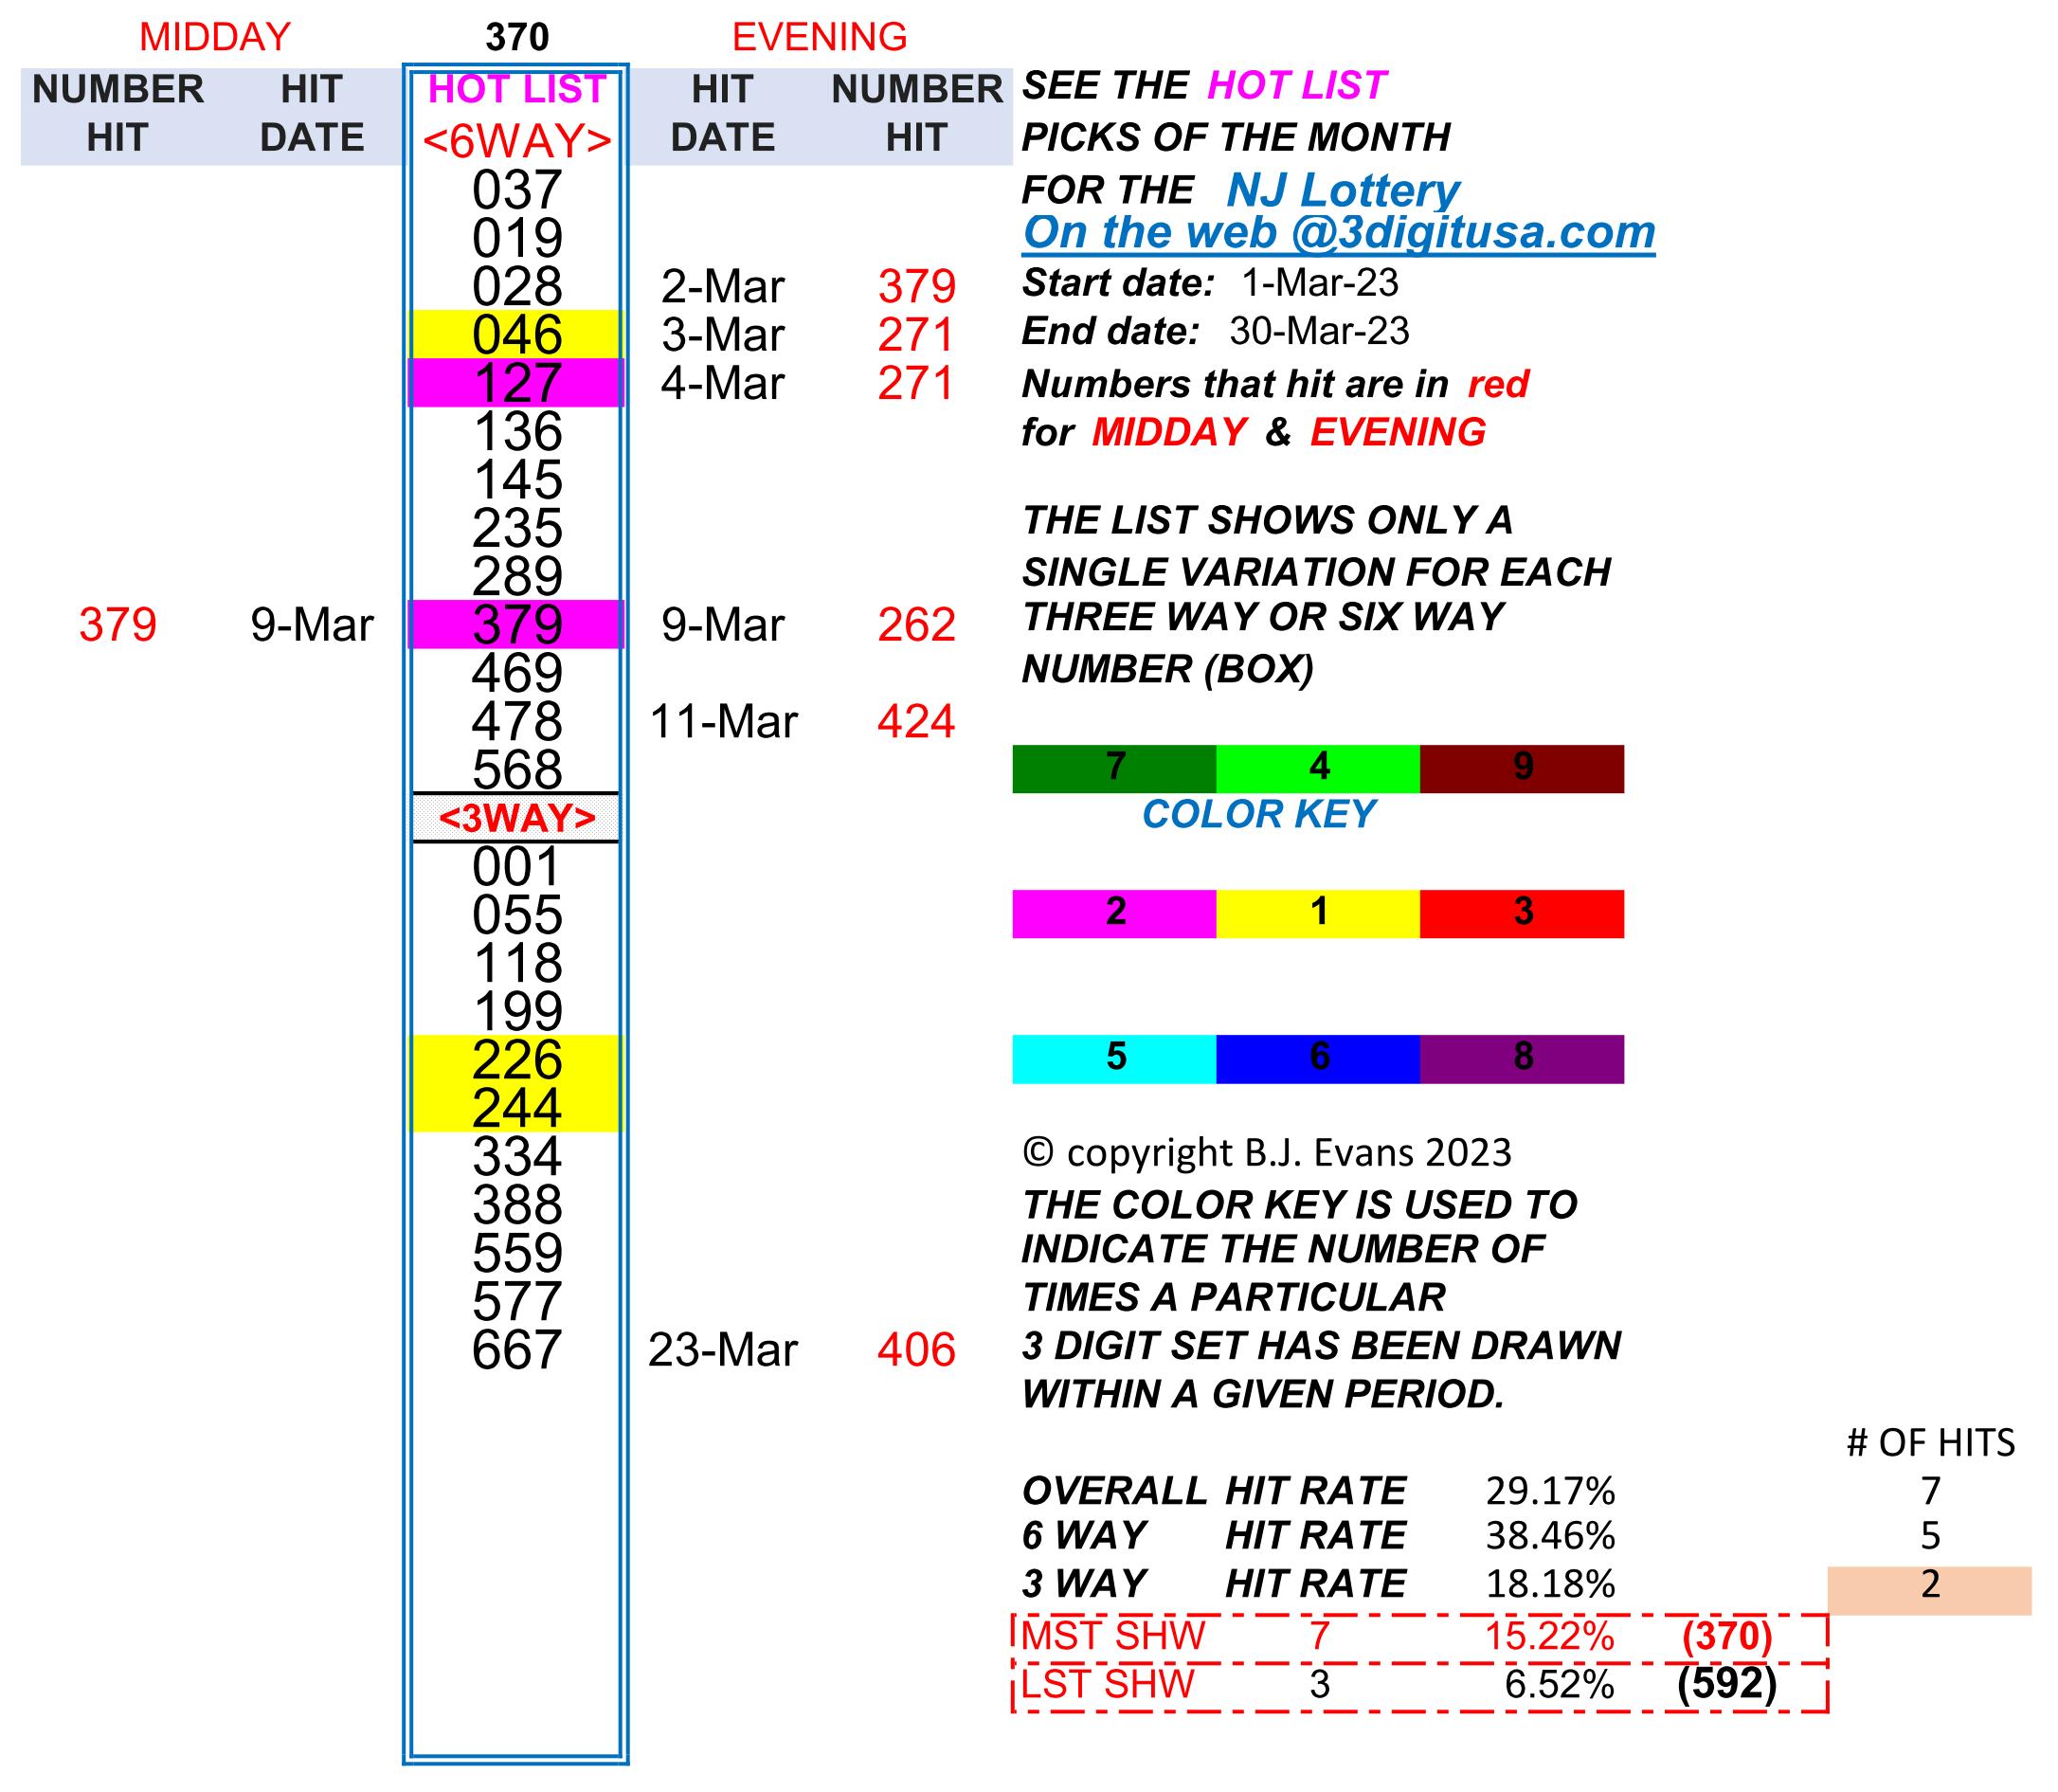 MIDDAY 370 EVENING
NUMBER HIT HOT LIST HIT NUMBER SEE THE HOT LIST
HIT DATE <6WAY> DATE HIT PICKS OF THE MONTH
037 FOR THE NJ Lottery
019 On the web @3digitusa.com
028 2-Mar 379 Start date: 1-Mar-23
046 3-Mar 271 End date: 30-Mar-23
127 4-Mar 271 Numbers that hit are in red
136 for MIDDAY & EVENING
145
235 THE LIST SHOWS ONLY A
289 SINGLE VARIATION FOR EACH
379 9-Mar 379 9-Mar 262 THREE WAY OR SIX WAY
469 NUMBER (BOX)
478 11-Mar 424
568 7 4 9
<3WAY> COLOR KEY
001
055 2 1 3
118
199
226 5 6 8
244
334 © copyright B.J. Evans 2023
388 THE COLOR KEY IS USED TO
559 INDICATE THE NUMBER OF
577 TIMES A PARTICULAR
667 23-Mar 406 3 DIGIT SET HAS BEEN DRAWN
WITHIN A GIVEN PERIOD.
# OF HITS
OVERALL HIT RATE 29.17% 7
6 WAY HIT RATE 38.46% 5
3 WAY HIT RATE 18.18% 2
MST SHW 7 15.22% (370)
LST SHW 3 6.52% (592)